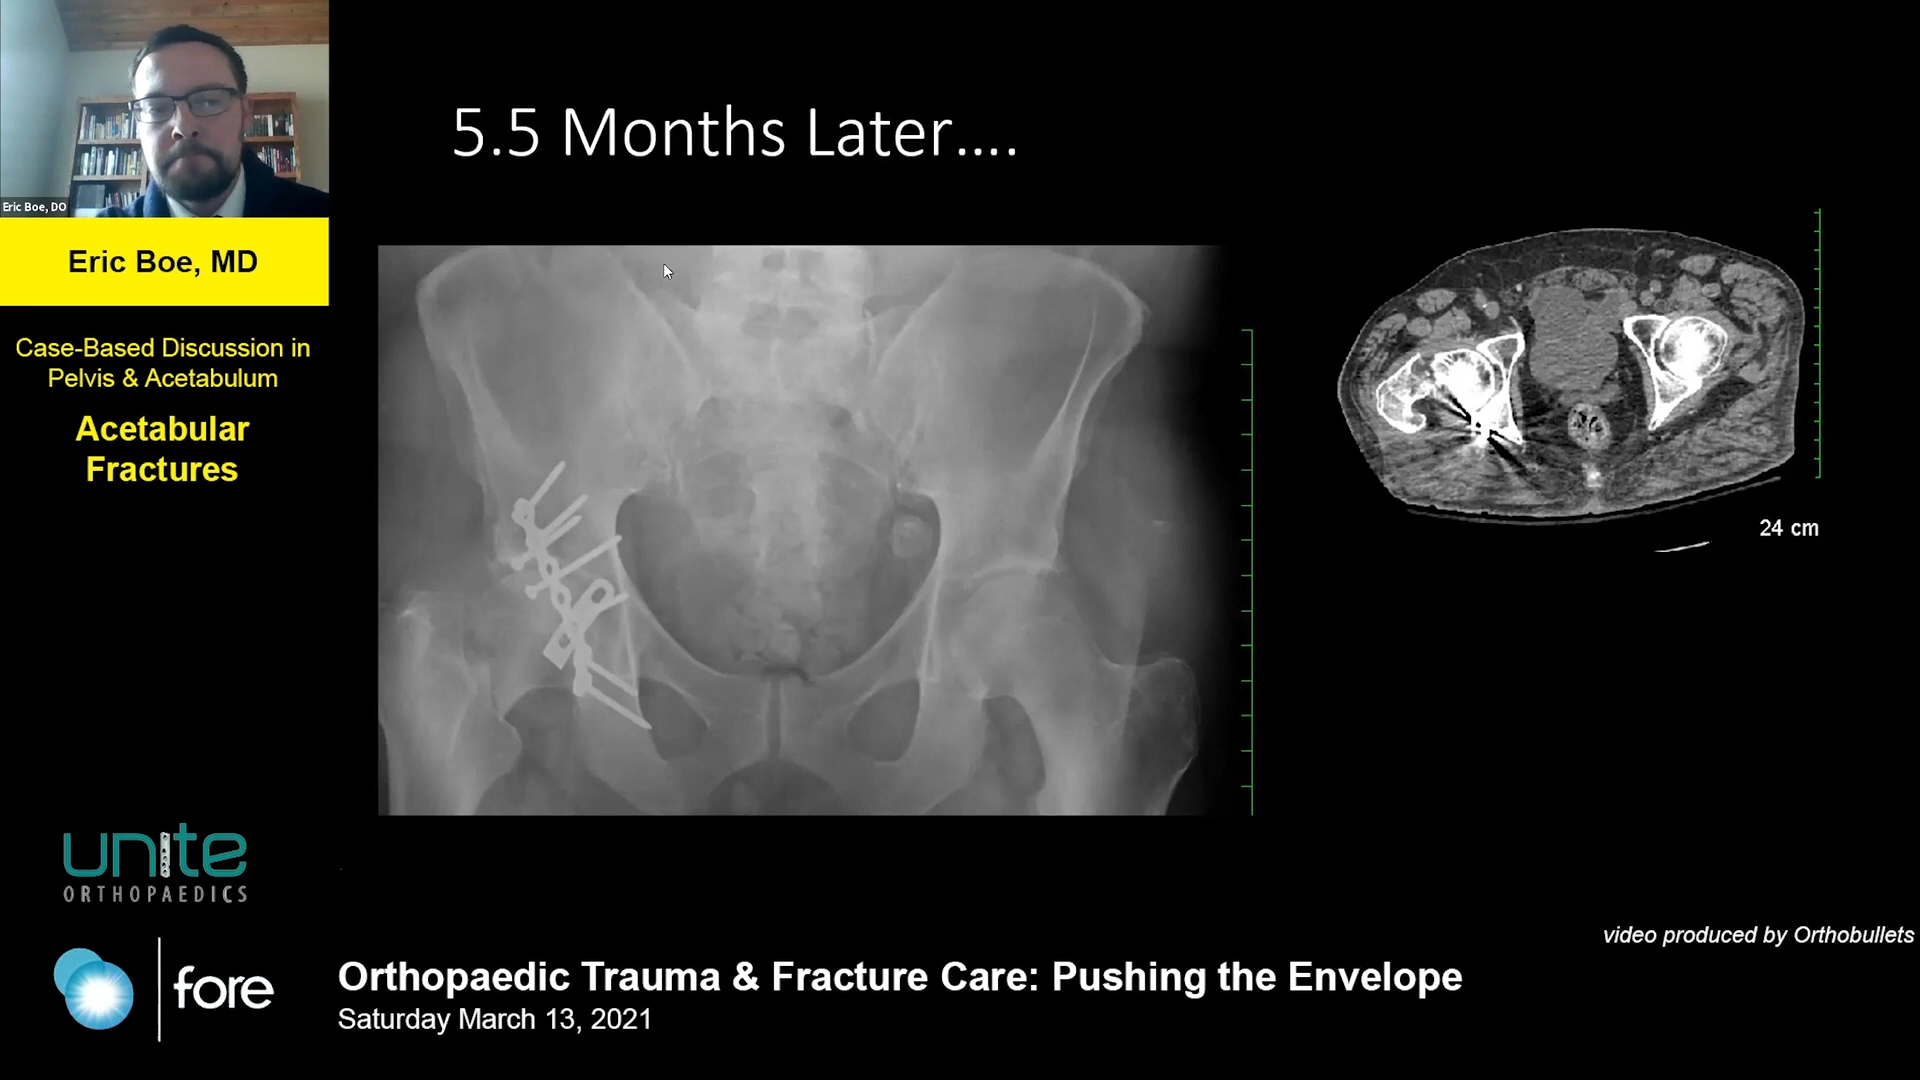 5.5 Months Later....
Eric Boe, DO
Eric Boe, MD
Case-Based Discussion in
Pelvis & Acetabulum
Acetabular
Fractures
24 cm
unite
ORTHOPAEDICS
video produced by Orthobullets
fore
Orthopaedic Trauma & Fracture Care: Pushing the Envelope
Saturday March 13, 2021